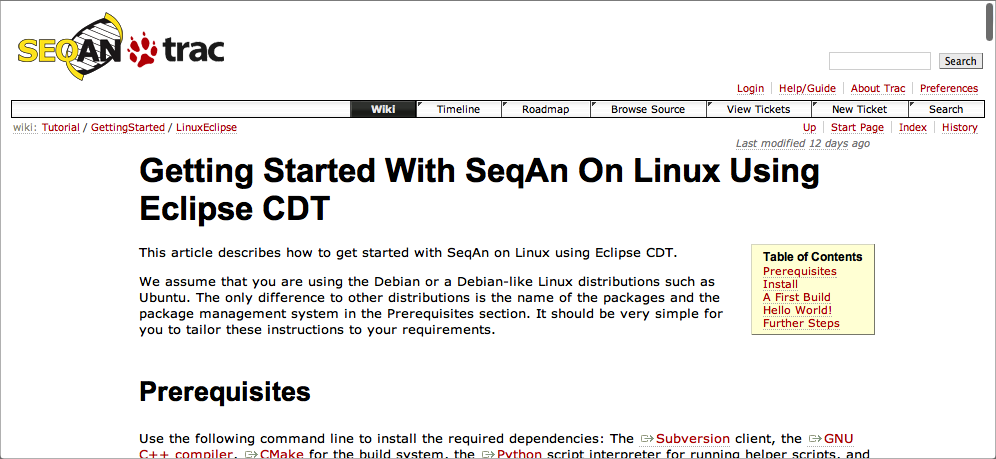 SEQAN trac
Search
Login Help/Guide About Trac Preferences
Wiki Timeline Roadmap Browse Source View Tickets New Ticket Search
wiki: Tutorial / GettingStarted / LinuxEclipse
Up Start Page Index History
Last modified 12 days ago
Getting Started With SeqAn On Linux Using
Eclipse CDT
This article describes how to get started with SeqAn on Linux using Eclipse CDT.
We assume that you are using the Debian or a Debian-like Linux distributions such as
Ubuntu. The only difference to other distributions is the name of the packages and the
package management system in the Prerequisites section. It should be very simple for
you to tailor these instructions to your requirements.
Table of Contents
Prerequisites
Install
A First Build
Hello World!
Further Steps
Prerequisites
Use the following command line to install the required dependencies: The Subversion client, the GNU
C++ compiler, CMake for the build system, the Python script interpreter for running helper scripts, and